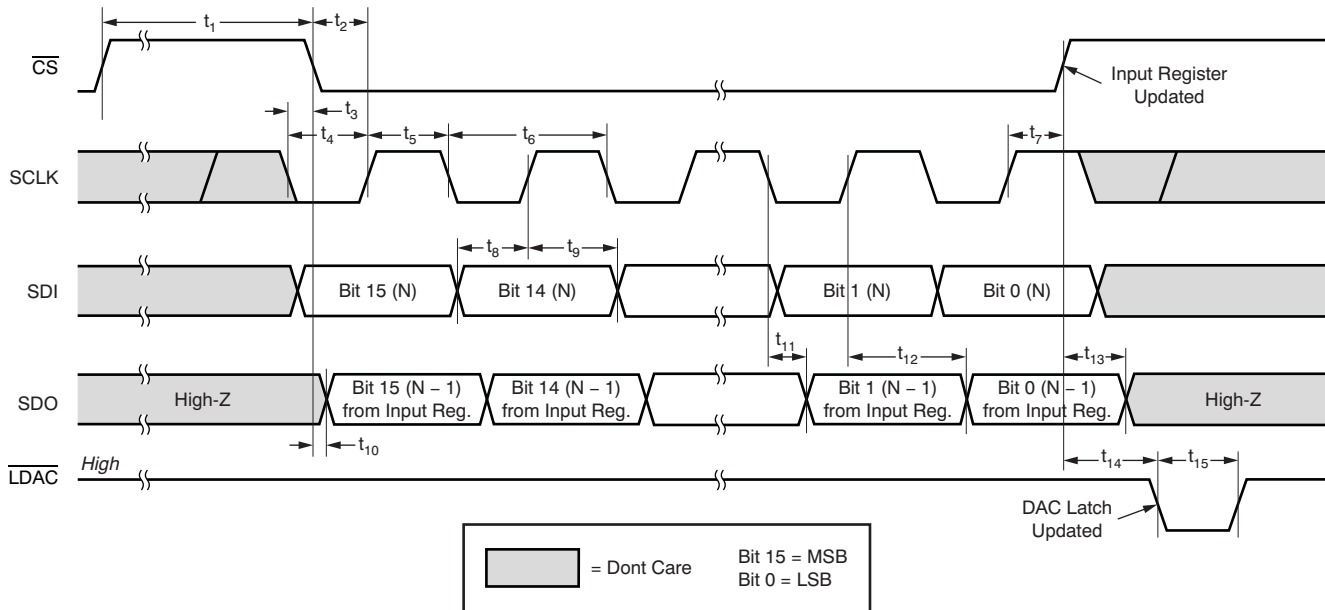 t1
t2
CS
Input Register
Updated
t3
t4
t5
t6
t7
SCLK
t8
t9
SDI
Bit 15 (N)
Bit 14 (N)
Bit 1 (N)
Bit 0 (N)
t11
t12
t13
SDO
High-Z
Bit 15 (N − 1)
from Input Reg.
Bit 14 (N − 1)
from Input Reg.
Bit 1 (N − 1)
from Input Reg.
Bit 0 (N − 1)
from Input Reg.
High-Z
t10
High
LDAC
t14
t15
DAC Latch
Updated
= Dont Care
Bit 15 = MSB
Bit 0 = LSB